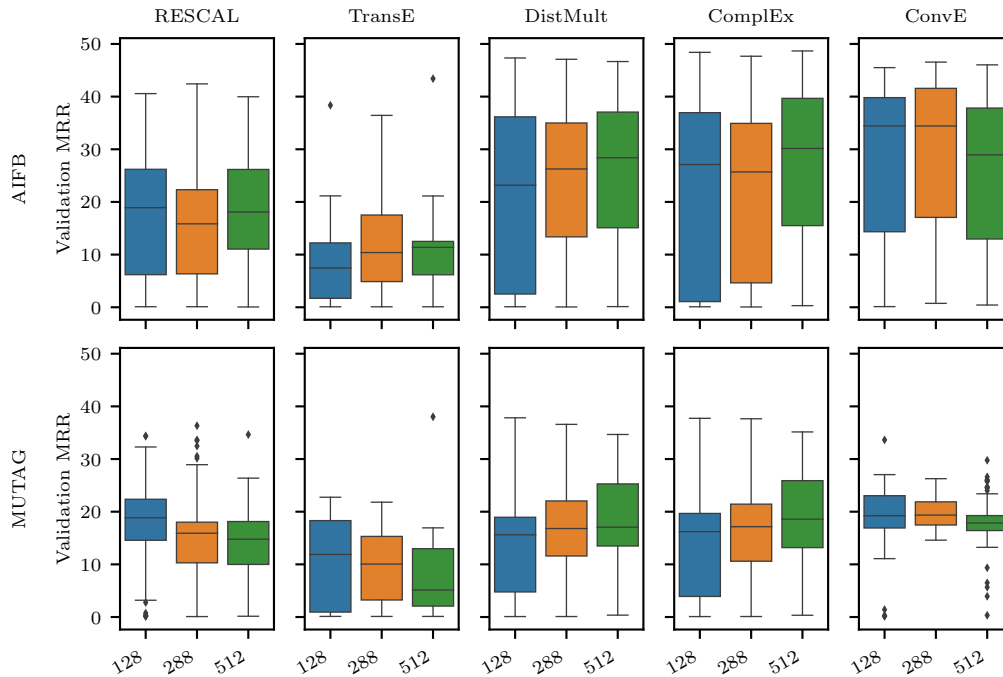 RESCAL TransE DistMult ComplEx ConvE
AIFB
Validation MRR
50
40
30
20
10
0
MUTAG
Validation MRR
50
40
30
20
10
0
128 288 512 128 288 512 128 288 512 128 288 512 128 288 512